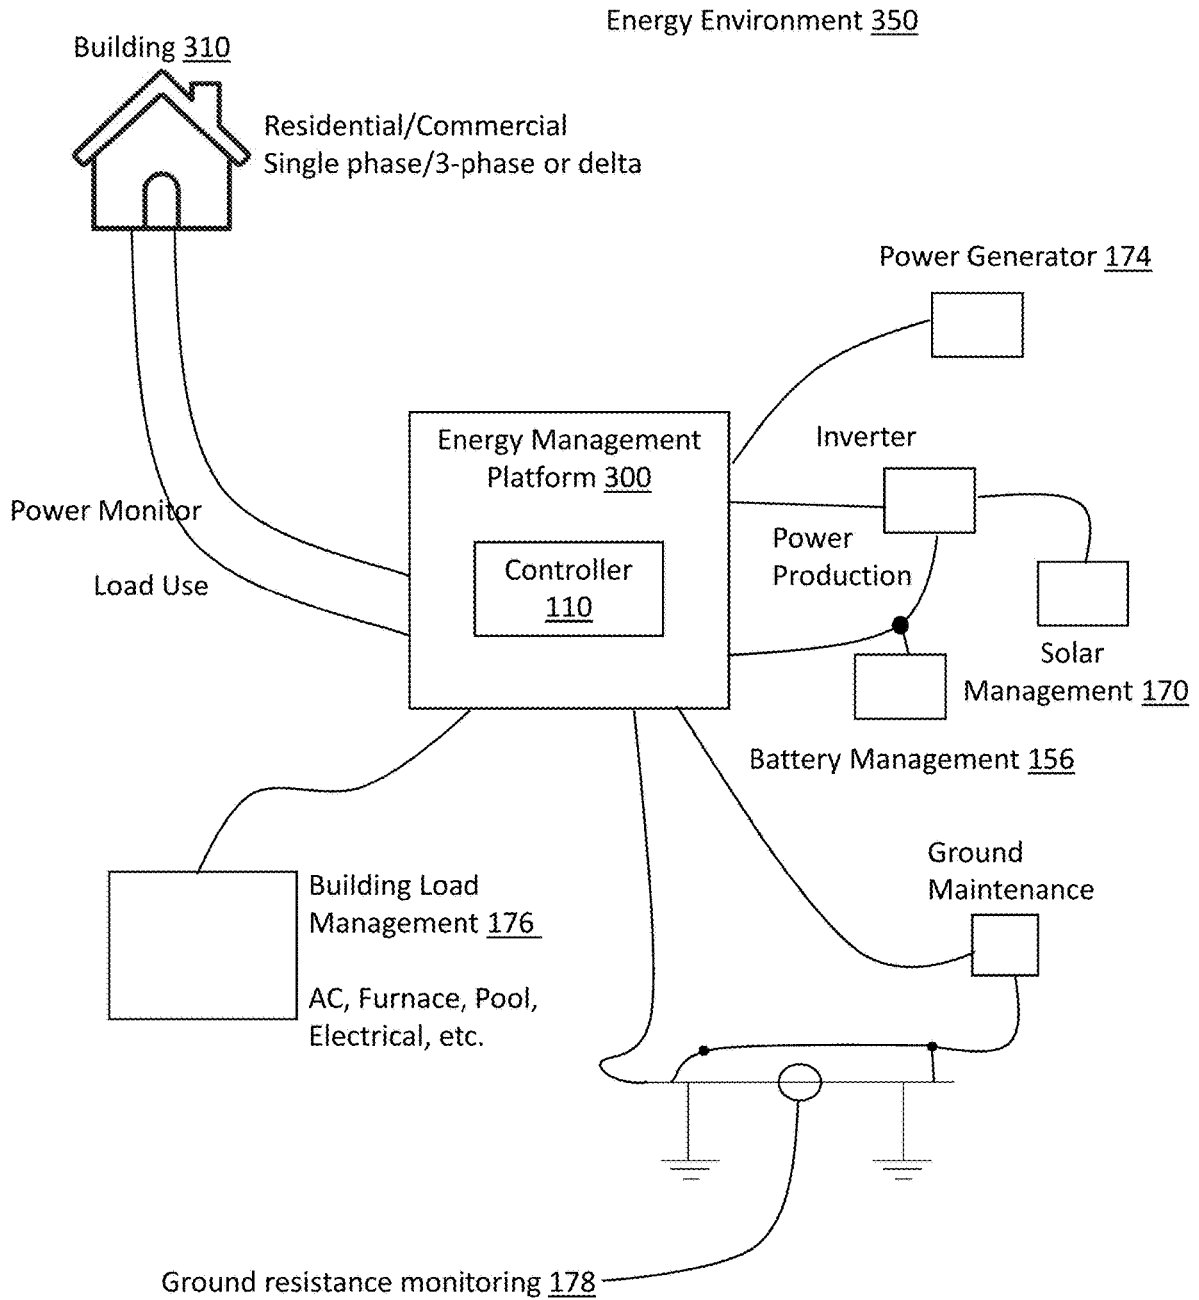 Energy Environment 350
Building 310
Residential/Commercial
Single phase/3-phase or delta
Power Generator 174
Energy Management
Platform 300
Inverter
Power Monitor
Power
Production
Controller
110
Load Use
Solar
Management 170
Battery Management 156
Ground
Maintenance
Building Load
Management 176
AC, Furnace, Pool,
Electrical, etc.
Ground resistance monitoring 178